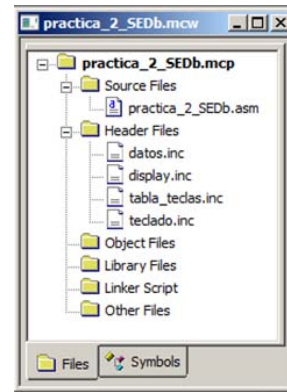 practica_2_SEDb.mcw
practica_2_SEDb.mcp
Source Files
practica_2_SEDb.asm
Header Files
datos.inc
display.inc
tabla_teclas.inc
teclado.inc
Object Files
Library Files
Linker Script
Other Files
Files Symbols